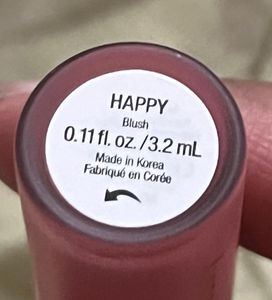 HAPPY
Blush
0.11 fl. oz. /3.2 mL
Made in Korea
Fabriqué en Corée